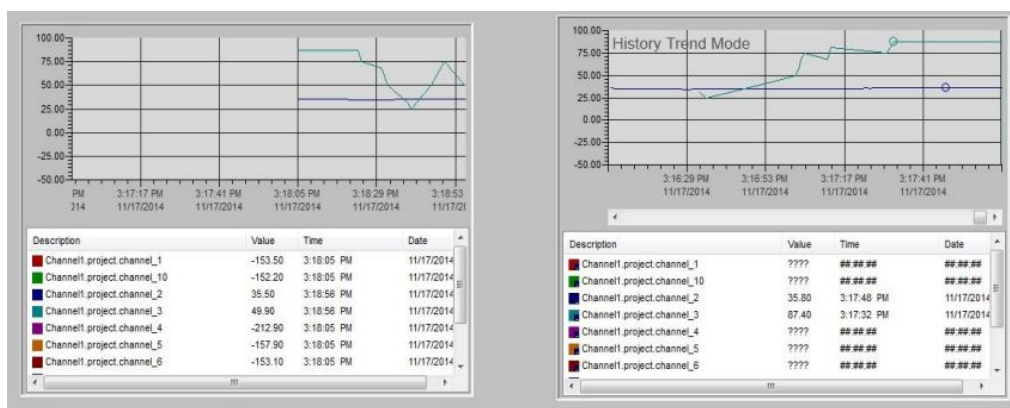 100.00
75.00
50.00
25.00
0.00
-25.00
-50.00
PM 3:17:17 PM 3:17:41 PM 3:18:05 PM 3:18:29 PM 3:18:53
014 11/17/2014 11/17/2014 11/17/2014 11/17/2014 11/17/20
Description Value Time Date
Channel1.project.channel_1 -153.50 3:18:05 PM 11/17/2014
Channel1.project.channel_10 -152.20 3:18:05 PM 11/17/2014
Channel1.project.channel_2 35.50 3:18:56 PM 11/17/2014
Channel1.project.channel_3 49.90 3:18:56 PM 11/17/2014
Channel1.project.channel_4 -212.90 3:18:05 PM 11/17/2014
Channel1.project.channel_5 -157.90 3:18:05 PM 11/17/2014
Channel1.project.channel_6 -153.10 3:18:05 PM 11/17/2014
History Trend Mode
100.00
75.00
50.00
25.00
0.00
-25.00
-50.00
3:16:29 PM 3:16:53 PM 3:17:17 PM 3:17:41 PM
11/17/2014 11/17/2014 11/17/2014 11/17/2014
Description Value Time Date
Channel1.project.channel_1 ???? ##:##:## ##:##:##
Channel1.project.channel_10 ???? ##:##:## ##:##:##
Channel1.project.channel_2 35.80 3:17:48 PM 11/17/2014
Channel1.project.channel_3 87.40 3:17:32 PM 11/17/2014
Channel1.project.channel_4 ???? ##:##:## ##:##:##
Channel1.project.channel_5 ???? ##:##:## ##:##:##
Channel1.project.channel_6 ???? ##:##:## ##:##:##